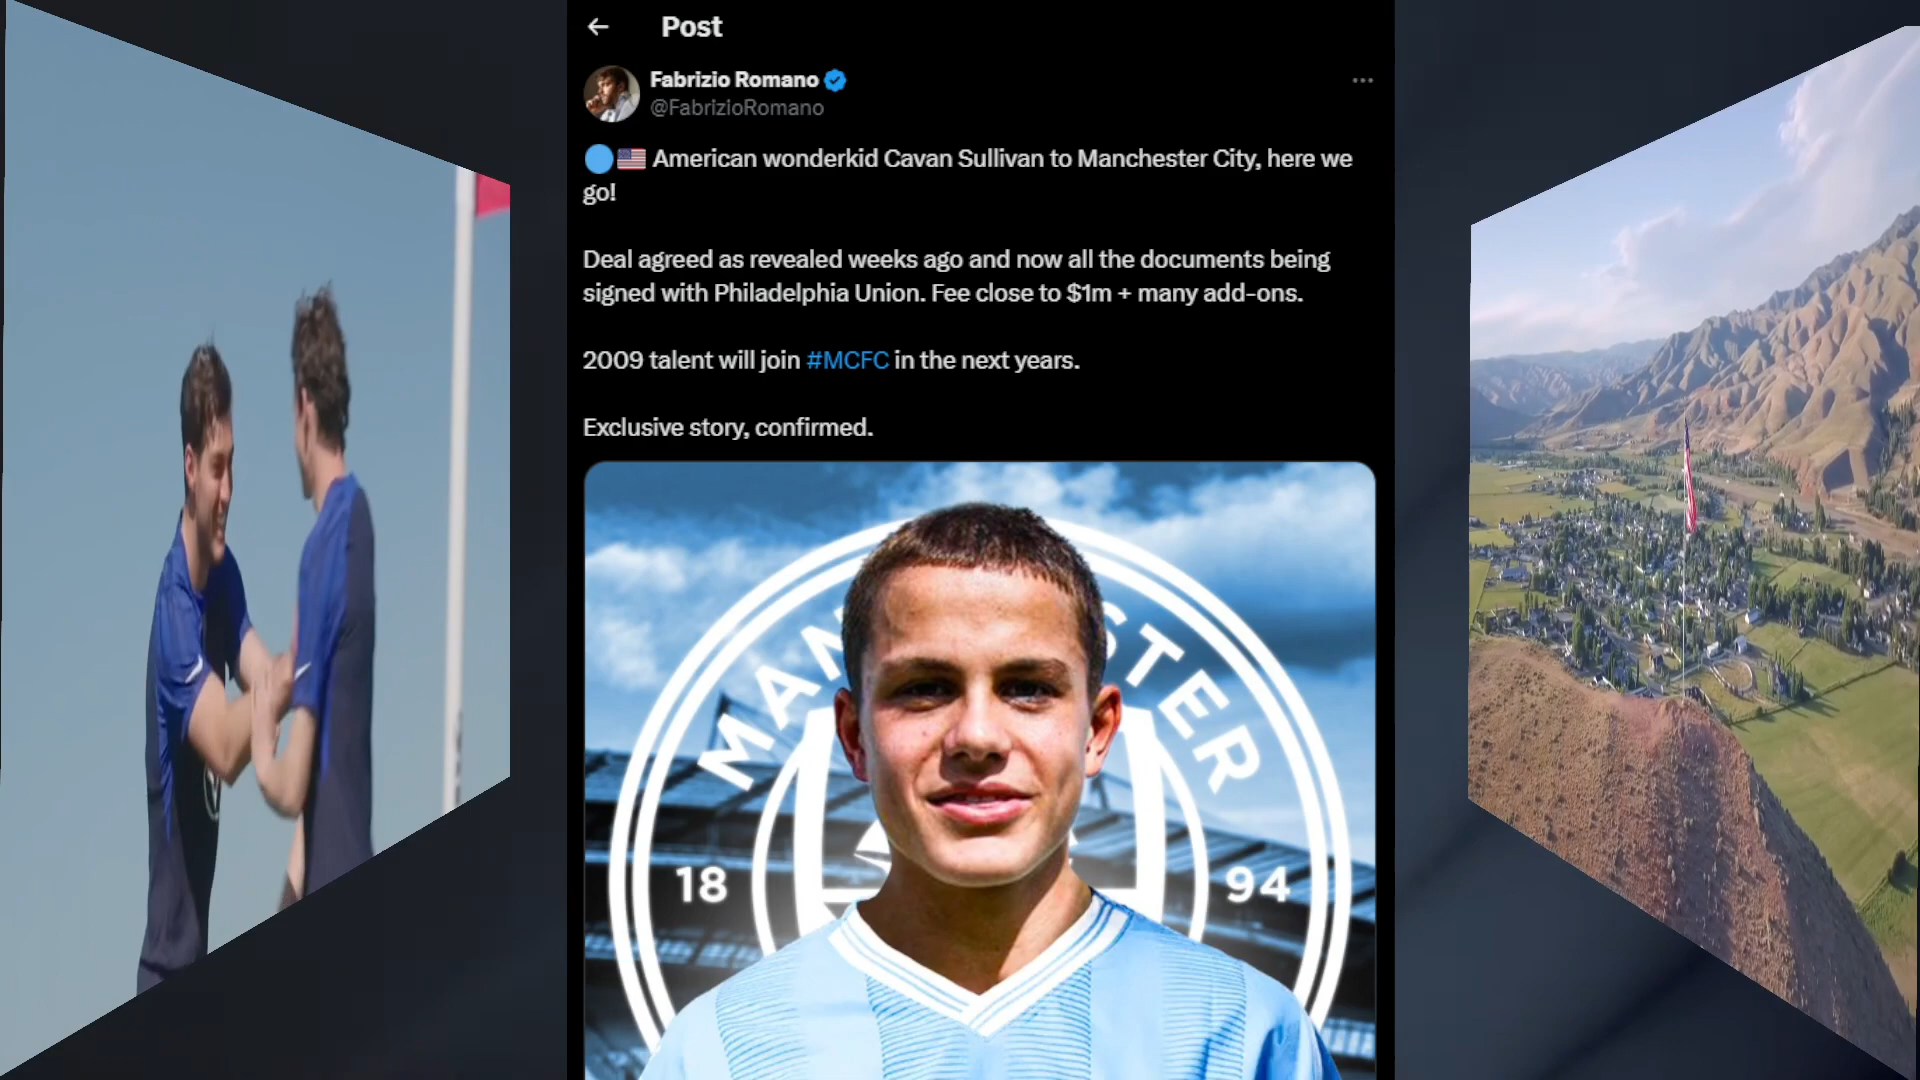 Post
Fabrizio Romano
@FabrizioRomano
American wonderkid Cavan Sullivan to Manchester City, here we
go!
Deal agreed as revealed weeks ago and now all the documents being
signed with Philadelphia Union. Fee close to $1m + many add-ons.
2009 talent will join #MCFC in the next years.
Exclusive story, confirmed.
MAN STER
18 94